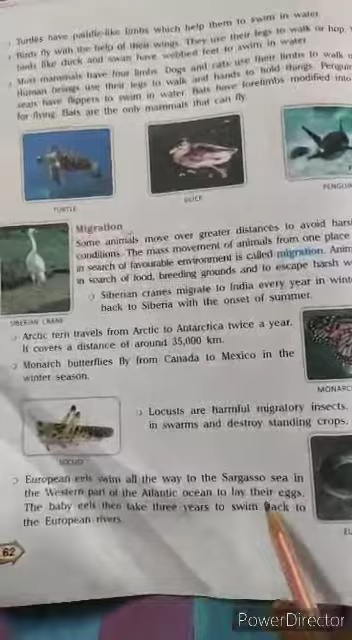 Turtles have paddle-like limbs which help them to swim in water.
Birds fly with the help of their wings. They use their legs to walk or hop,
birds like duck and swan have webbed feet to swim in water.
Most mammals have four limbs. Dogs and cats use their limbs to walk
Human beings use their legs to walk and hands to hold things.
seals have flippers to swim in water. Bats have forelimbs modified into
for flying. Bats are the only mammals that can fly.
TURTLE
DUCK
PENGUI
Migration
Some animals move over greater distances to avoid hars
conditions. The mass movement of animals from one place
in search of favourable environment is called migration. Anim
in search of food, breeding grounds and to escape harsh w
Siberian cranes migrate to India every year in wint
back to Siberia with the onset of summer.
SIBERIAN CRANE
Arctic tern travels from Arctic to Antarctica twice a year.
It covers a distance of around 35,000 km.
Monarch butterflies fly from Canada to Mexico in the
winter season.
MONARC
Locusts are harmful migratory insects.
in swarms and destroy standing crops.
LOCUST
European eels swim all the way to the Sargasso sea in
the Western part of the Atlantic ocean to lay their eggs.
The baby eels then take three years to swim back to
the European rivers.
EL
62
PowerDirector